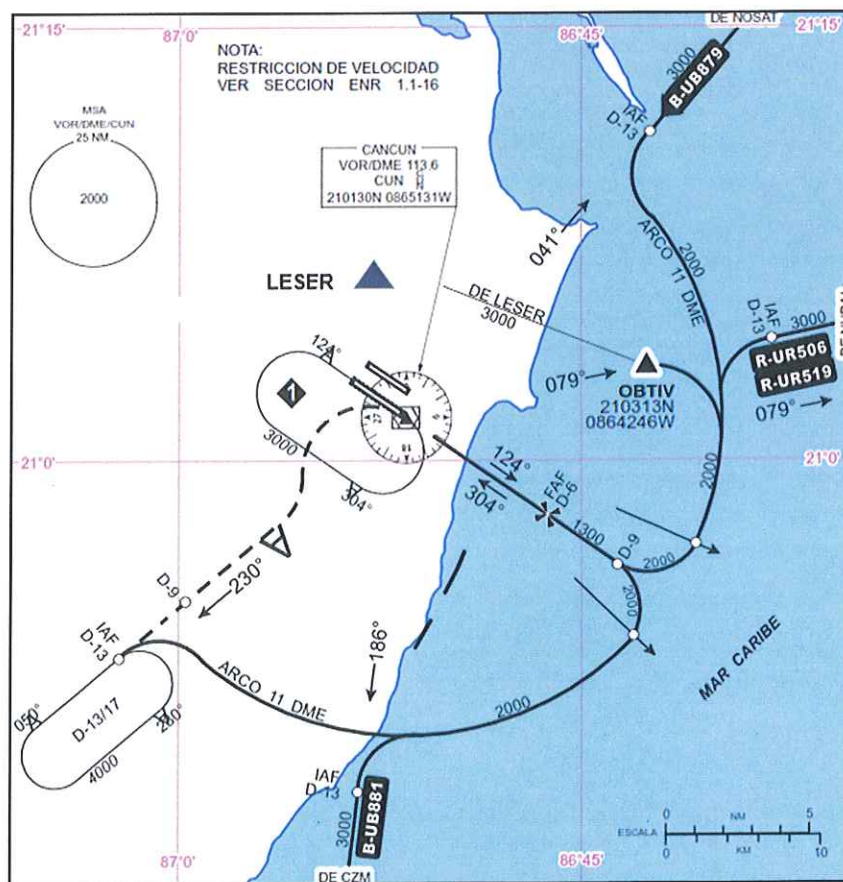 21°15'
87°0'
86°45'
21°15'
DE NOSAT
NOTA:
RESTRICCION DE VELOCIDAD
VER SECCION ENR 1.1-16
3000
B-UB879
IAF
D-13
MSA
VOR/DME/CUN
25 NM
2000
CANCUN
VOR/DME 113.6
CUN
210130N 0865131W
041°
ARCO 11 DME
2000
LESER
DE LESER
3000
IAF
D-13
3000
R-UR506
R-UR519
079°
124°
1
3000
304°
27
9
18
079°
OBTIV
210313N
0864246W
21°0'
21°0'
124°
304°
FAF
D-6
1300
2000
D-9
2000
2000
230°
D-9
IAF
D-13
186°
MAR CARIBE
ARCO 11 DME
2000
050°
D-13/17
4000
IAF
D-13
3000
B-UB881
DE CZM
87°0'
86°45'
0 NM 5
ESCALA
0 KM 10